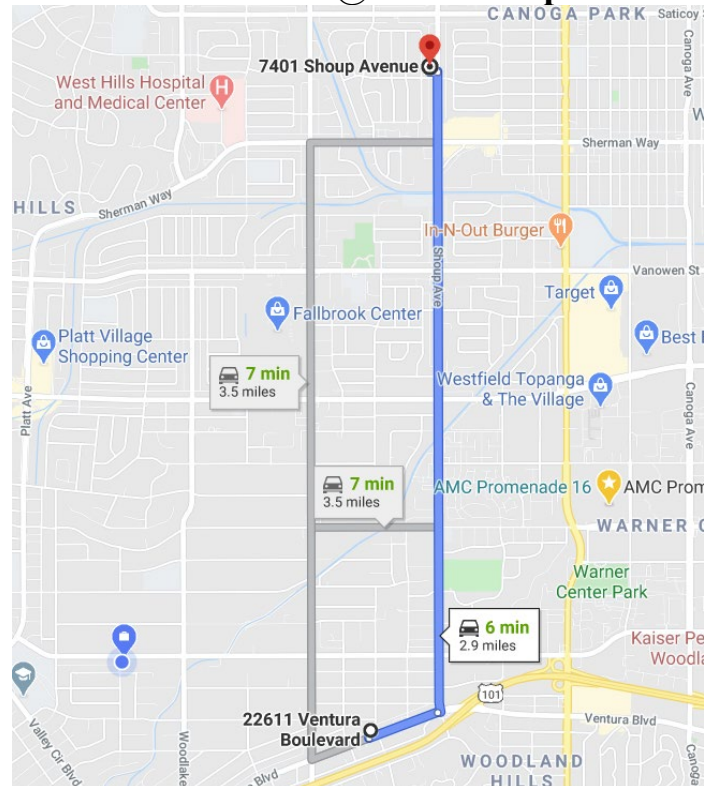 CANOGA PARK
Saticoy St
7401 Shoup Avenue
Canoga Ave
West Hills Hospital
and Medical Center
Sherman Way
Sherman Way
HILLS
In-N-Out Burger
Shoup Ave
Vanowen St
Target
Fallbrook Center
Platt Village
Shopping Center
Best
7 min
3.5 miles
Westfield Topanga
& The Village
Platt Ave
Canoga Ave
7 min
3.5 miles
AMC Promenade 16
AMC Prom
WARNER C
Warner
Center Park
6 min
2.9 miles
Kaiser Pe
Woodla
101
22611 Ventura
Boulevard
Ventura Blvd
Valley Cir Blvd
Woodlake
Blvd
WOODLAND
HILLS
Canoga